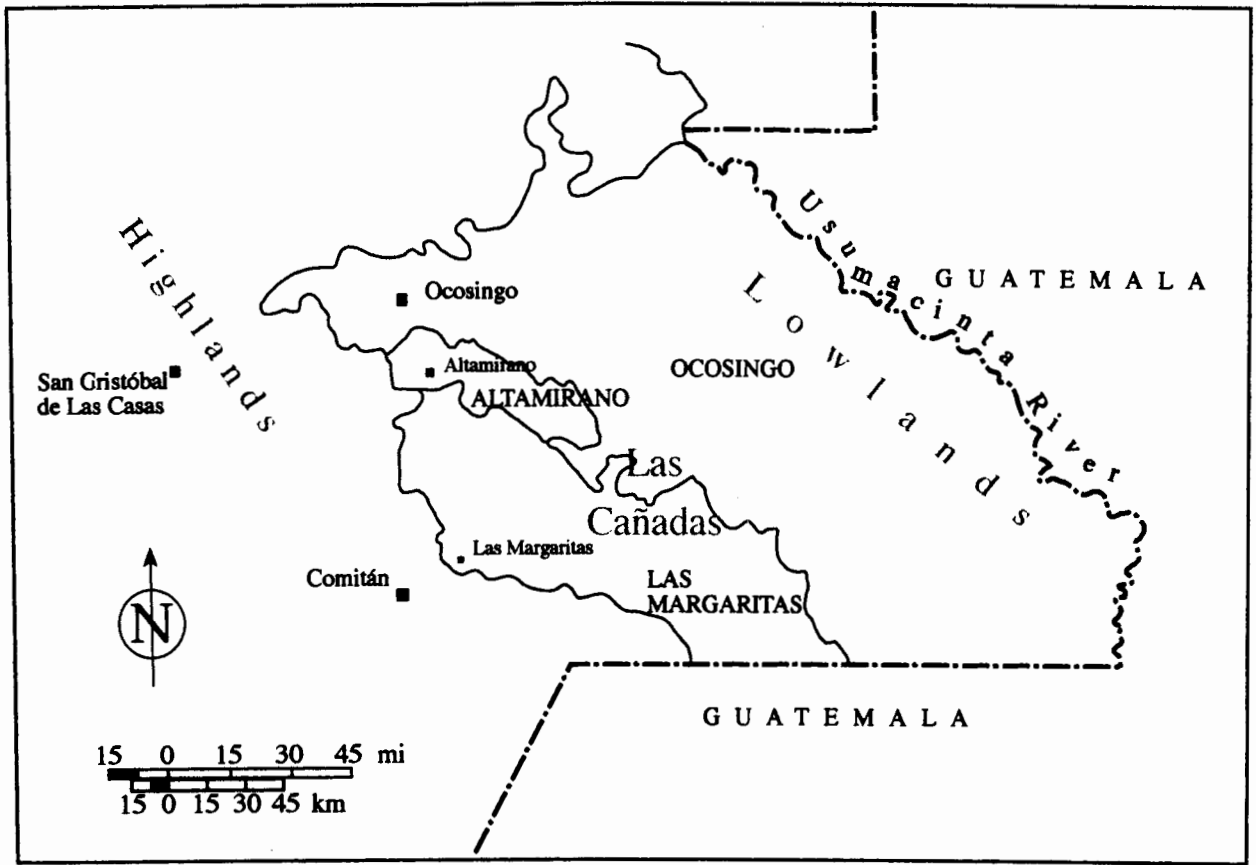 Highlands
Usumacinta River
GUATEMALA
Lowlands
Ocosingo
San Gristóbal
de Las Casas
Altamirano
ALTAMIRANO
OCOSINGO
Las
Cañadas
Las Margaritas
Comitán
LAS
MARGARITAS
N
GUATEMALA
15 0 15 30 45 mi
15 0 15 30 45 km